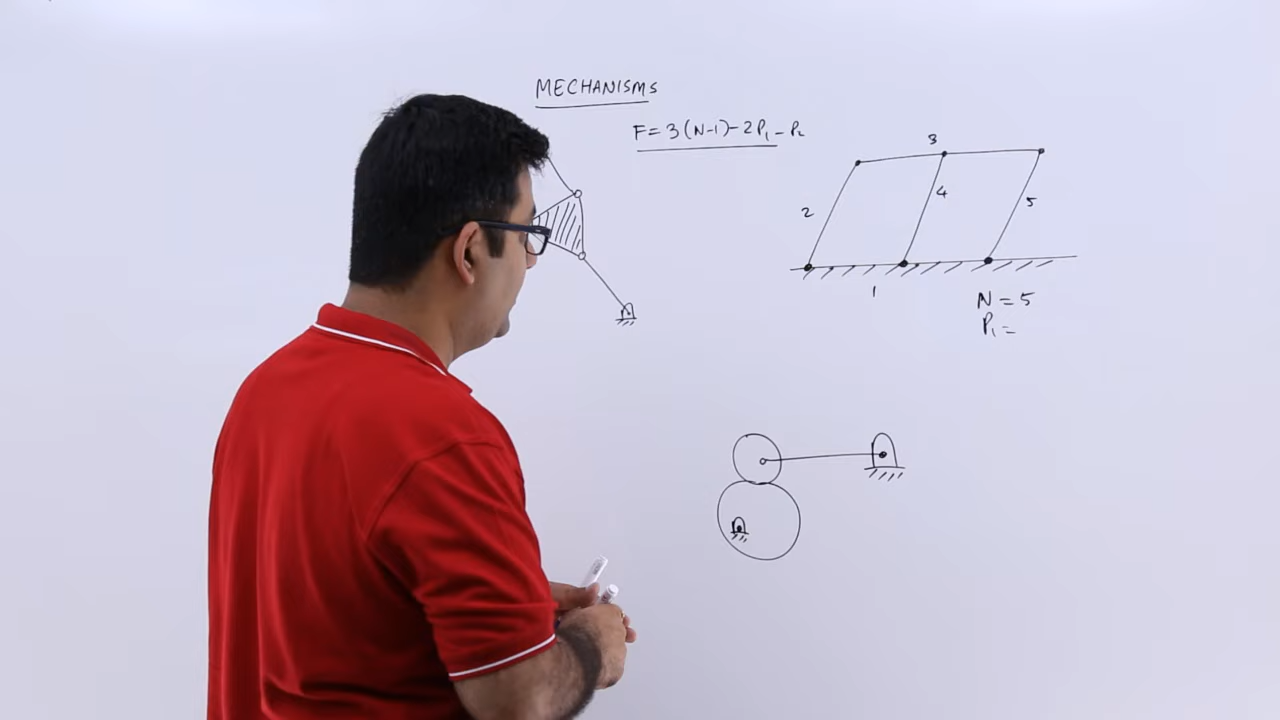 MECHANISMS
F=3(N-1)-2P₁-P₂
3
2
4
5
1
N=5
P₁=